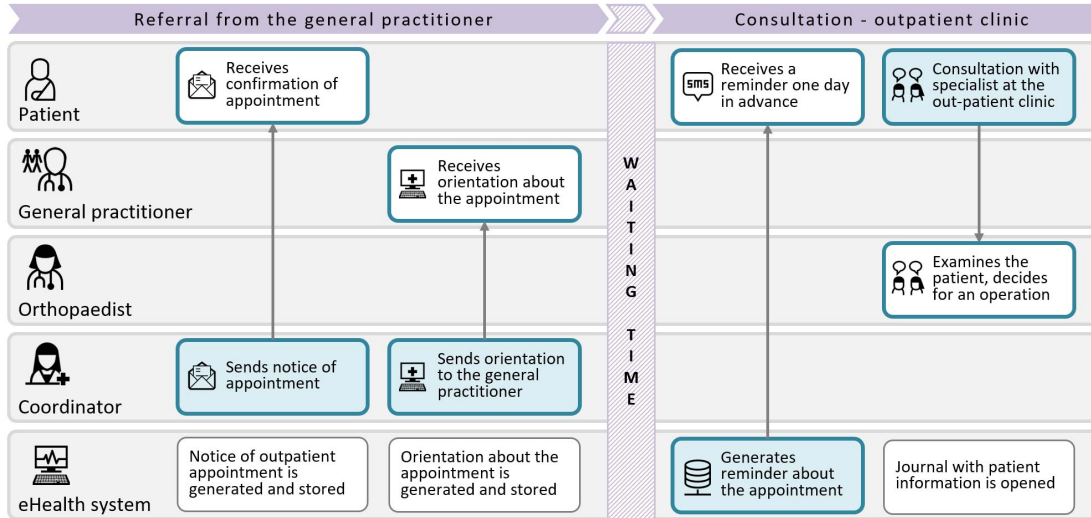 Referral from the general practitioner
Consultation - outpatient clinic
Patient
Receives
confirmation of
appointment
sms
Receives a
reminder one day
in advance
Consultation with
specialist at the
out-patient clinic
General practitioner
Receives
orientation about
the appointment
WAITING TIME
Orthopaedist
Examines the
patient, decides
for an operation
Coordinator
Sends notice of
appointment
Sends orientation
to the general
practitioner
eHealth system
Notice of outpatient
appointment is
generated and stored
Orientation about the
appointment is
generated and stored
Generates
reminder about
the appointment
Journal with patient
information is opened